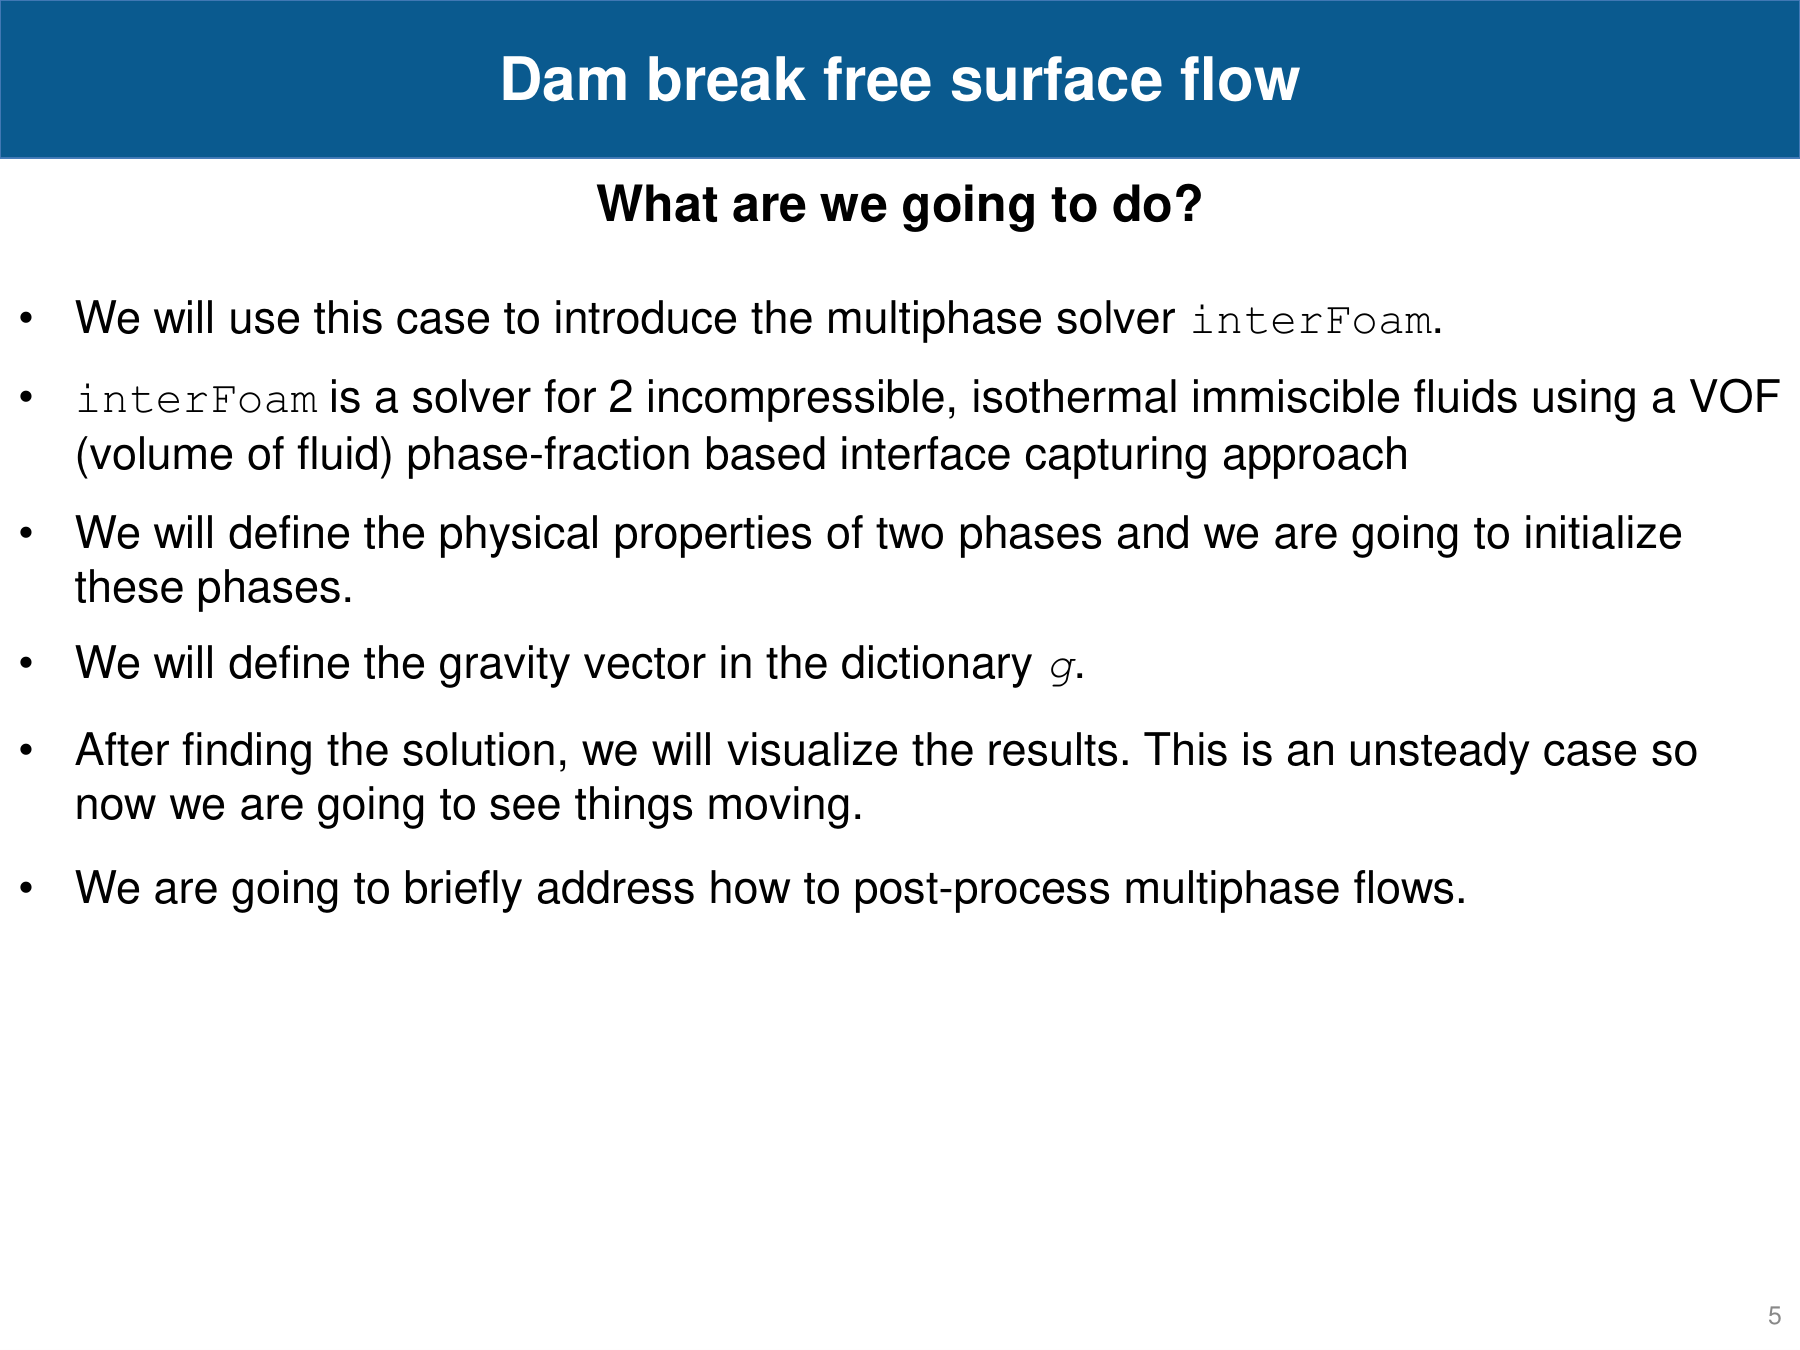 Dam break free surface flow
What are we going to do?
• We will use this case to introduce the multiphase solver interFoam.
• interFoam is a solver for 2 incompressible, isothermal immiscible fluids using a VOF
(volume of fluid) phase-fraction based interface capturing approach
• We will define the physical properties of two phases and we are going to initialize
these phases.
• We will define the gravity vector in the dictionary g.
• After finding the solution, we will visualize the results. This is an unsteady case so
now we are going to see things moving.
• We are going to briefly address how to post-process multiphase flows.
5